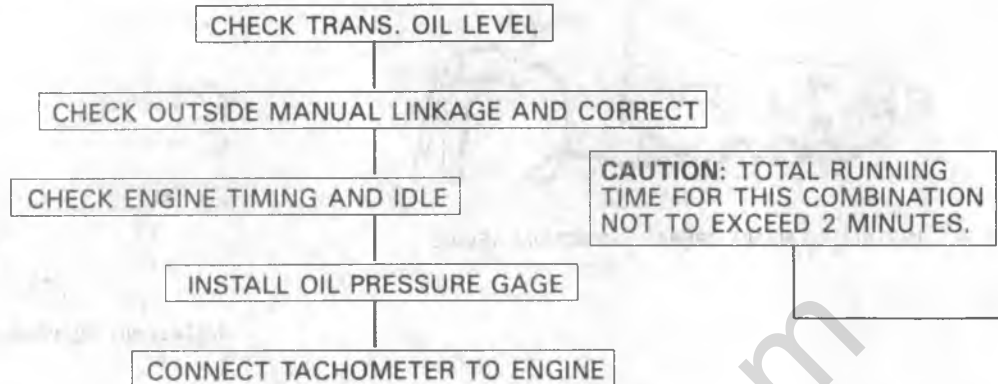 CHECK TRANS. OIL LEVEL
CHECK OUTSIDE MANUAL LINKAGE AND CORRECT
CHECK ENGINE TIMING AND IDLE
CAUTION: TOTAL RUNNING
TIME FOR THIS COMBINATION
NOT TO EXCEED 2 MINUTES.
INSTALL OIL PRESSURE GAGE
CONNECT TACHOMETER TO ENGINE